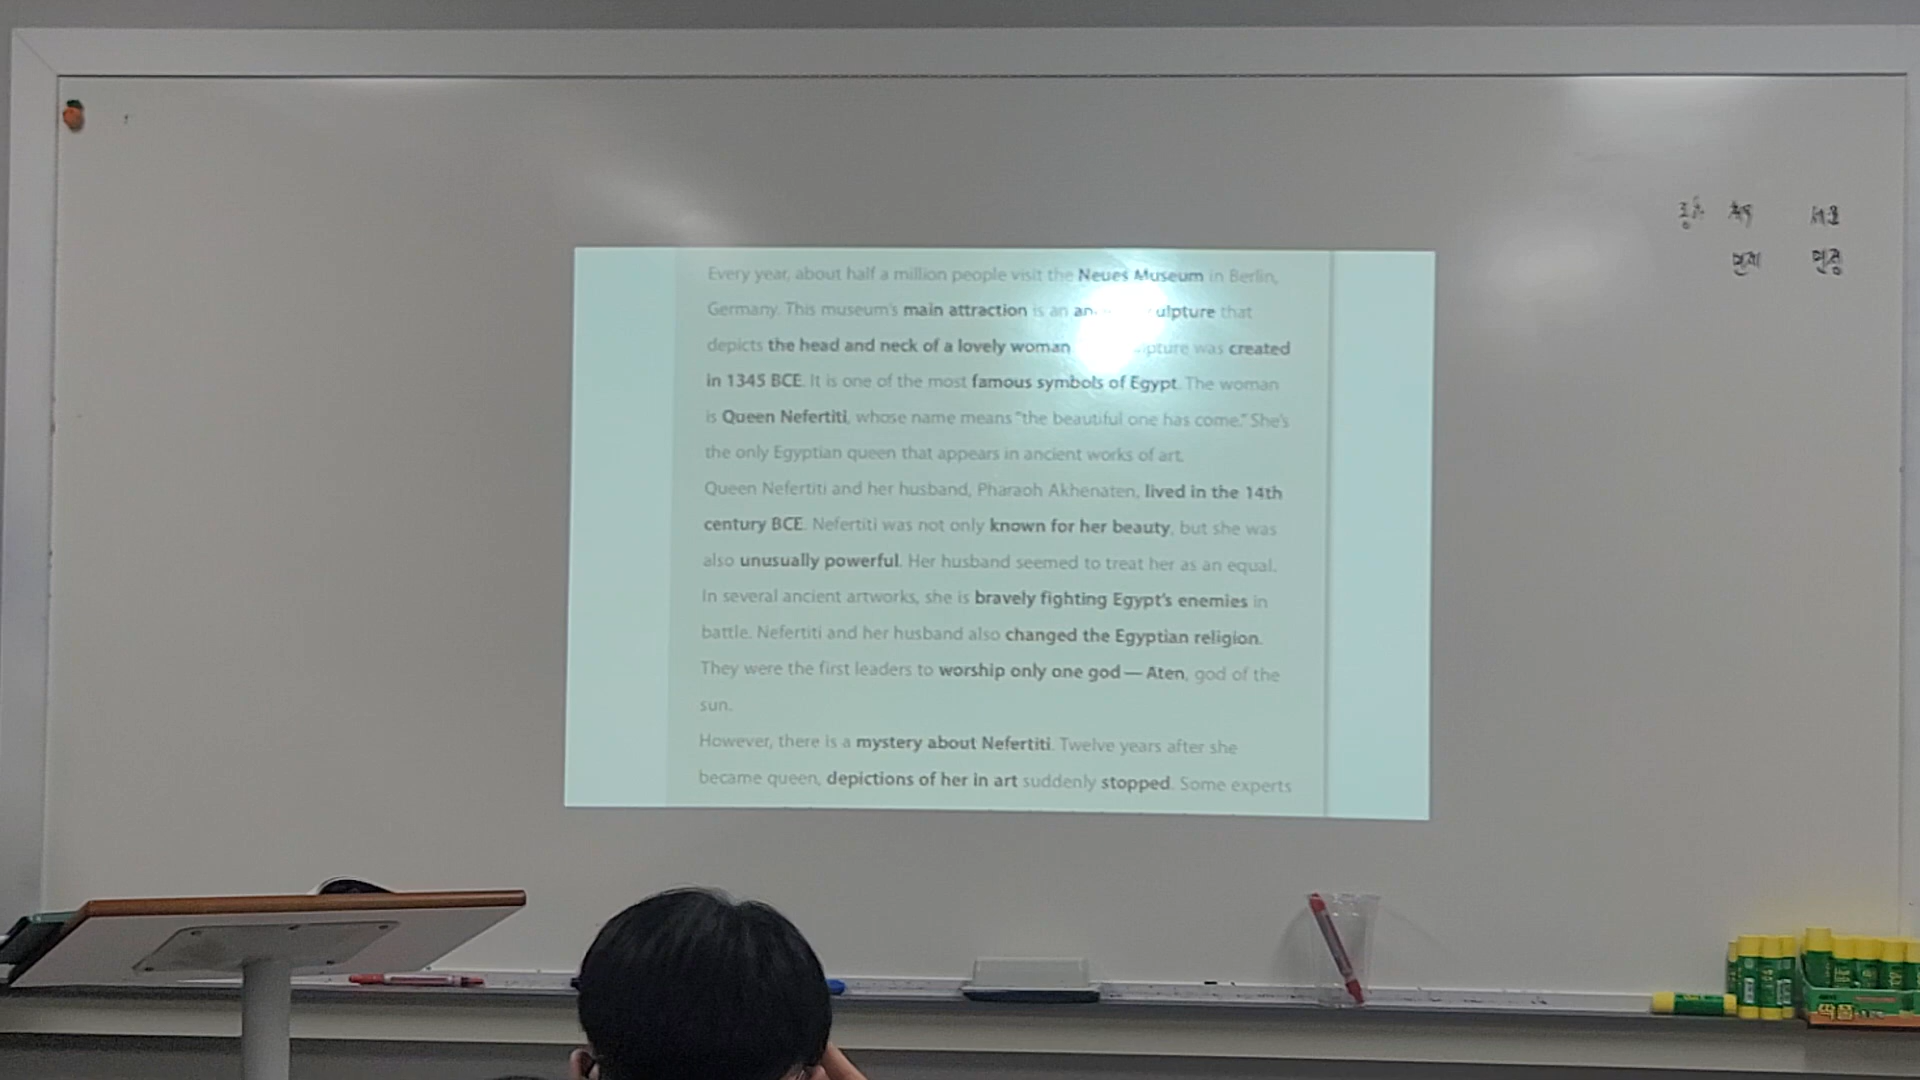 Every year, about half a million people visit the Neues Museum in Berlin,
Germany. This museum's main attraction is an that
depicts the head and neck of a lovely woman was created
in 1345 BCE. It is one of the most famous symbols of Egypt. The woman
is Queen Nefertiti, whose name means "the beautiful one has come." She's
the only Egyptian queen that appears in ancient works of art.
Queen Nefertiti and her husband, Pharaoh Akhenaten, lived in the 14th
century BCE. Nefertiti was not only known for her beauty, but she was
also unusually powerful. Her husband seemed to treat her as an equal.
In several ancient artworks, she is bravely fighting Egypt's enemies in
battle. Nefertiti and her husband also changed the Egyptian religion.
They were the first leaders to worship only one god — Aten, god of the
sun.
However, there is a mystery about Nefertiti. Twelve years after she
became queen, depictions of her in art suddenly stopped. Some experts